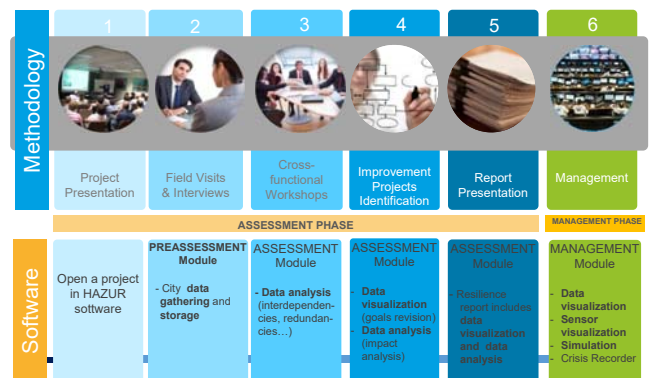 Methodology
1
2
3
4
5
6
Project
Presentation
Field Visits
& Interviews
Cross-
functional
Workshops
Improvement
Projects
Identification
Report
Presentation
Management
ASSESSMENT PHASE
MANAGEMENT PHASE
Software
Open a project
in HAZUR
sottware
PREASSESSMENT
Module
- City data
gathering and
storage
ASSESSMENT
Module
- Data analysis
(interdependen-
cies, redundan-
cies…)
ASSESSMENT
Module
- Data
visualization
(goals revision)
- Data analysis
(impact
analysis)
ASSESSMENT
Module
- Resilience
report includes
data
visualization
and data
analysis
MANAGEMENT
Module
- Data
visualization
- Sensor
visualization
- Simulation
- Crisis Recorder